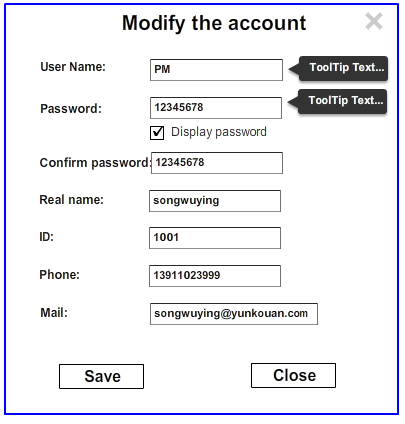 Modify the account
User Name: PM ToolTip Text...
Password: 12345678 ToolTip Text...
Display password
Confirm password: 12345678
Real name: songwuying
ID: 1001
Phone: 13911023999
Mail: songwuying@yunkouan.com
Save Close